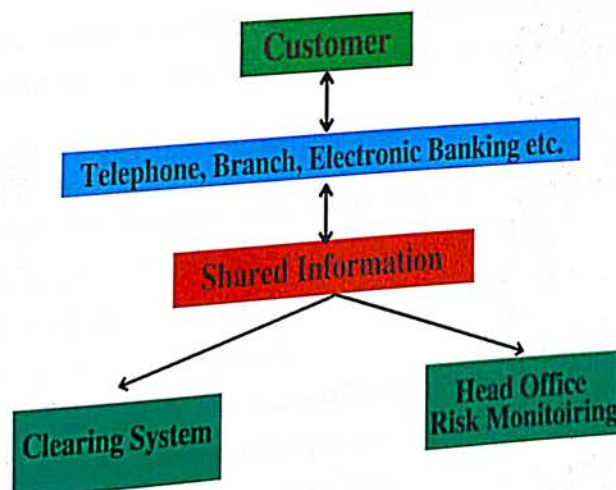 Customer
Telephone, Branch, Electronic Banking etc.
Shared Information
Clearing System
Head Office
Risk Monitoiring